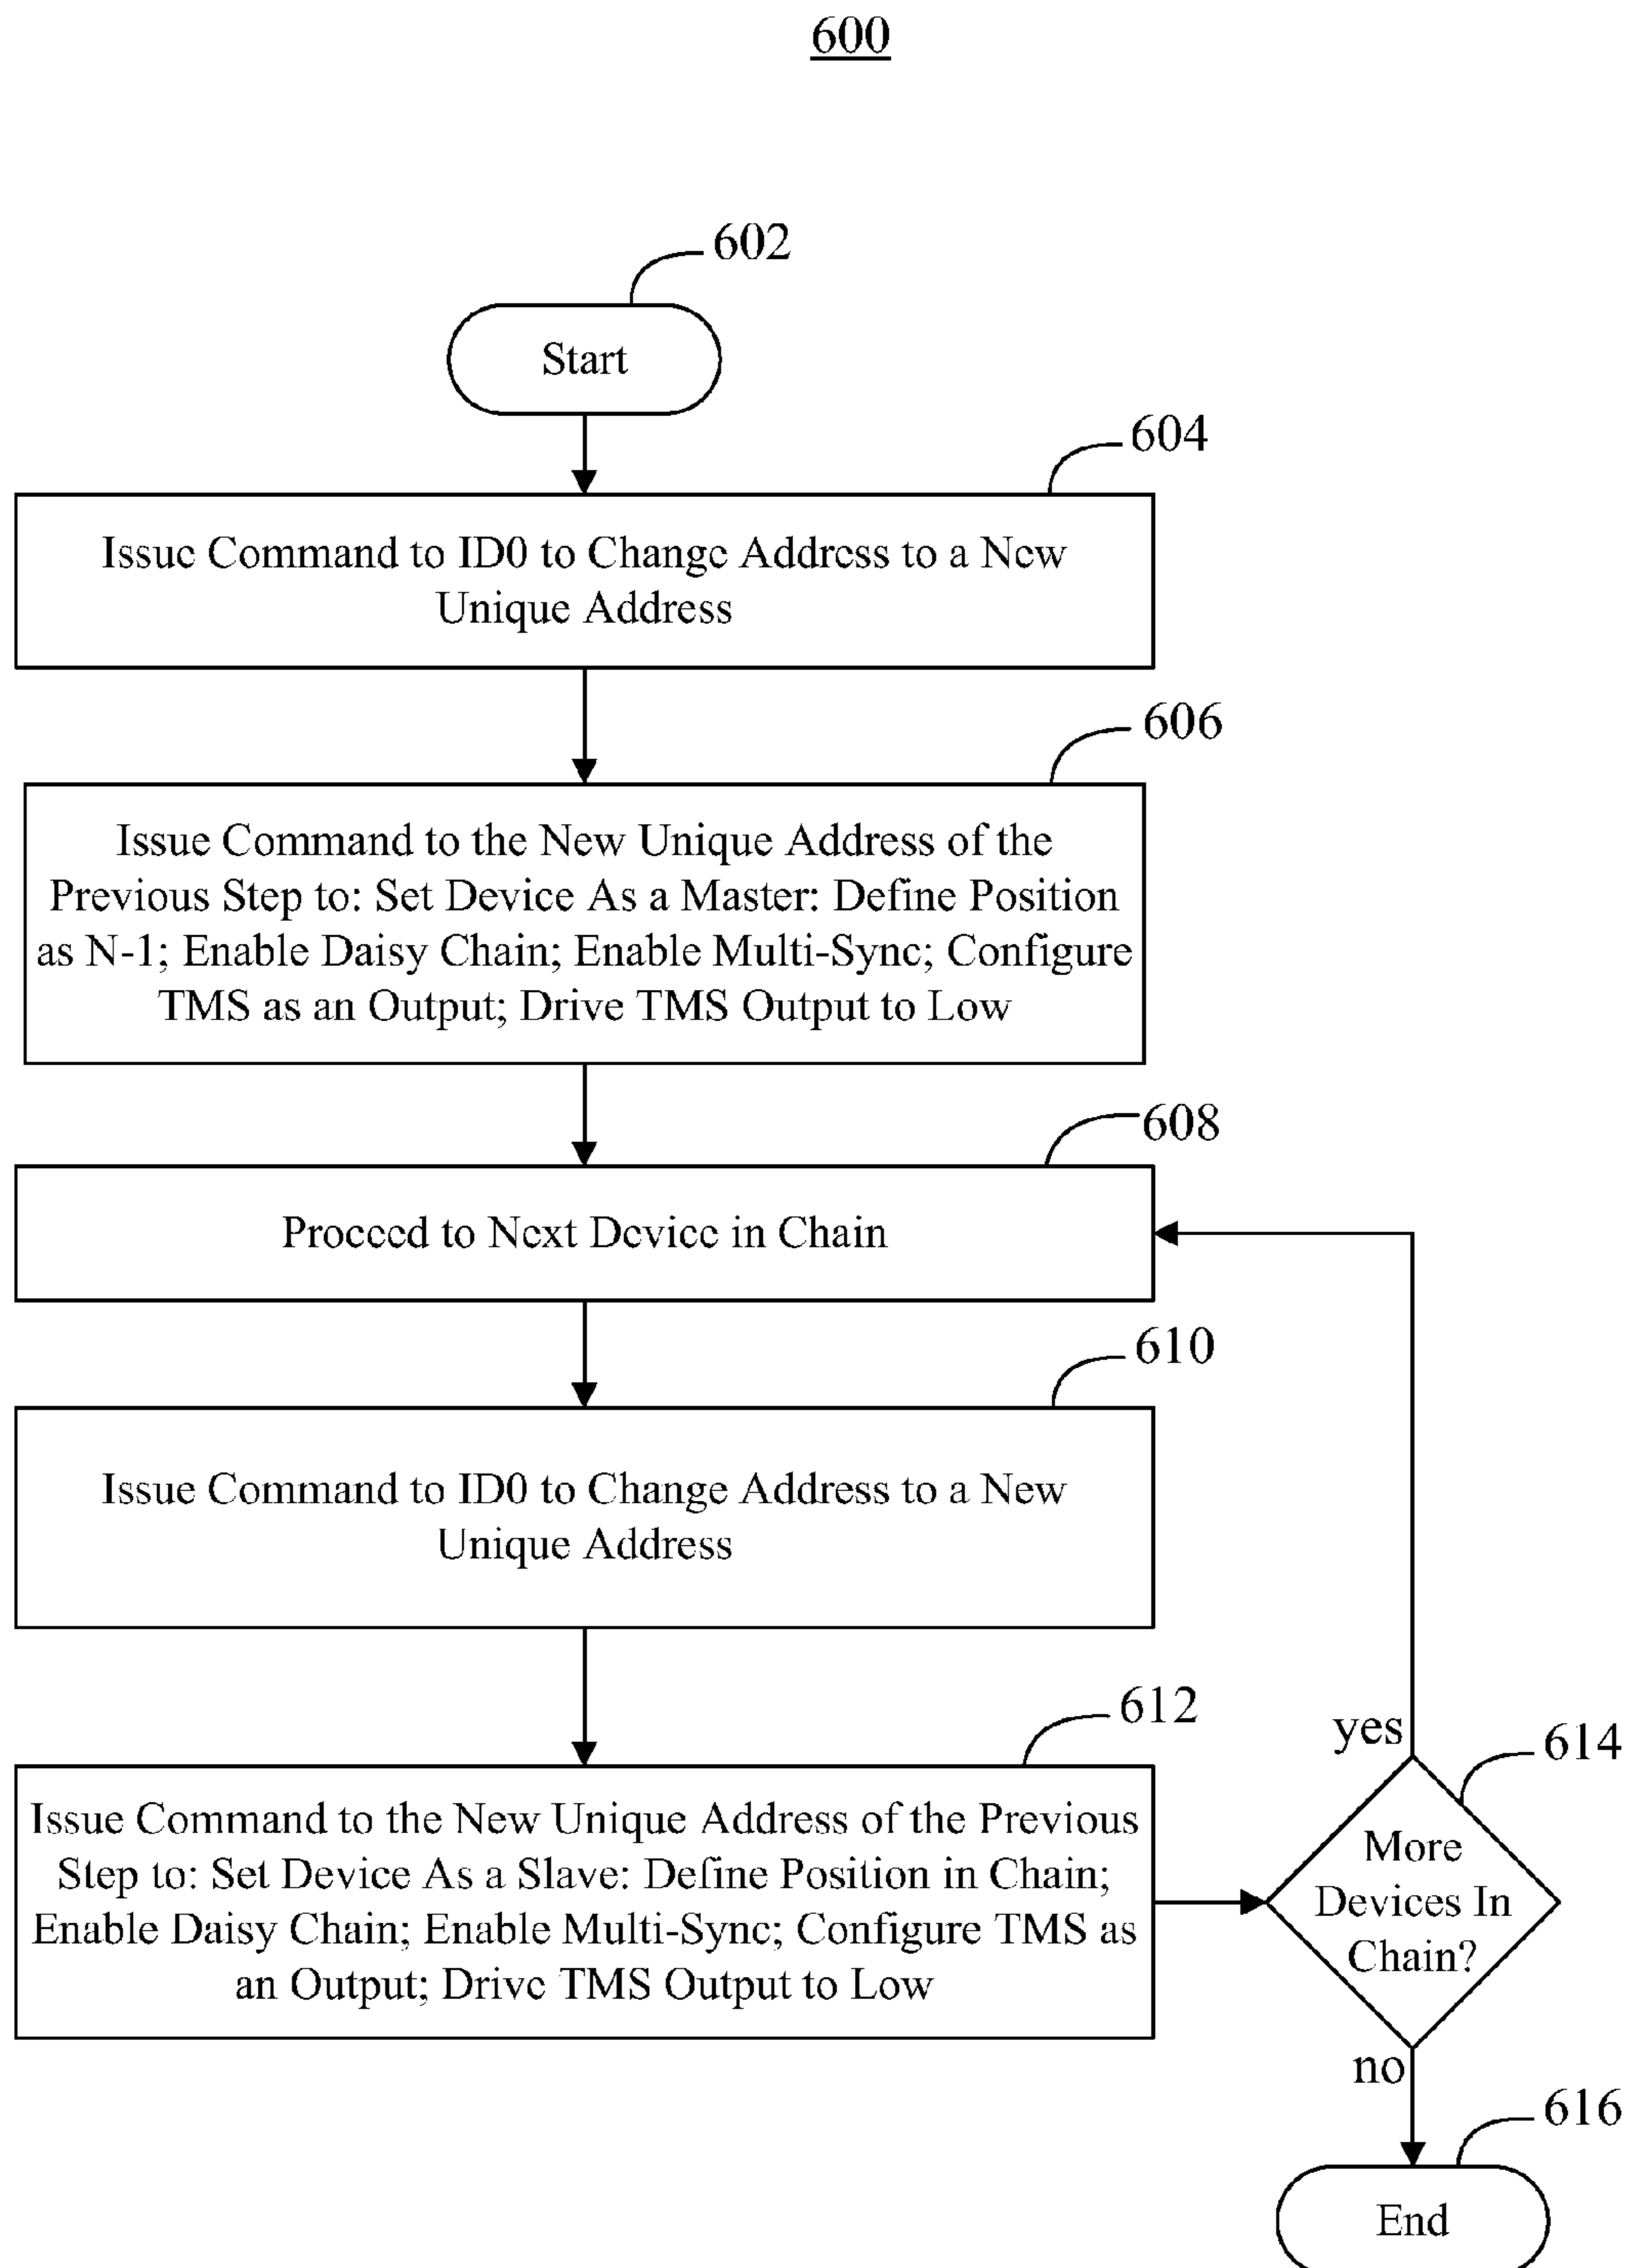 600
602
Start
604
Issue Command to ID0 to Change Address to a New
Unique Address
606
Issue Command to the New Unique Address of the
Previous Step to: Set Device As a Master: Define Position
as N-1; Enable Daisy Chain; Enable Multi-Sync; Configure
TMS as an Output; Drive TMS Output to Low
608
Proceed to Next Device in Chain
610
Issue Command to ID0 to Change Address to a New
Unique Address
612
Issue Command to the New Unique Address of the Previous
Step to: Set Device As a Slave: Define Position in Chain;
Enable Daisy Chain; Enable Multi-Sync; Configure TMS as
an Output; Drive TMS Output to Low
yes
614
More
Devices In
Chain?
no
616
End